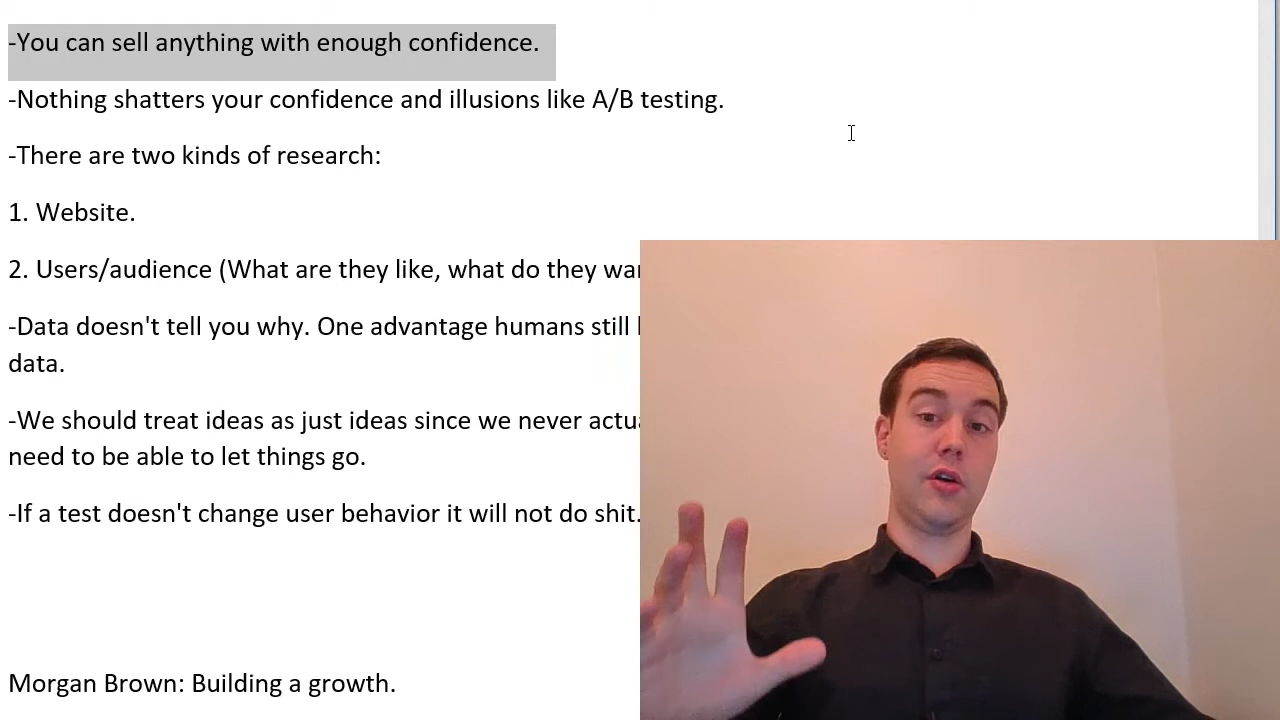 -You can sell anything with enough confidence.
-Nothing shatters your confidence and illusions like A/B testing.
-There are two kinds of research:
1. Website.
2. Users/audience (What are they like, what do they
-Data doesn't tell you why. One advantage humans still
data.
-We should treat ideas as just ideas since we never
need to be able to let things go.
-If a test doesn't change user behavior it will not do shit.
Morgan Brown: Building a growth.